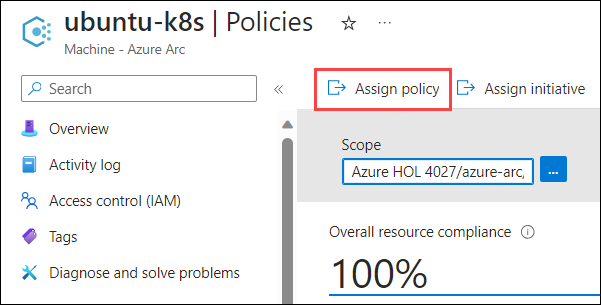 ubuntu-k8s | Policies
Machine - Azure Arc
Search
Assign policy
Assign initiative
Overview
Activity log
Access control (IAM)
Tags
Diagnose and solve problems
Scope
Azure HOL 4027/azure-arc,
...
Overall resource compliance
100%